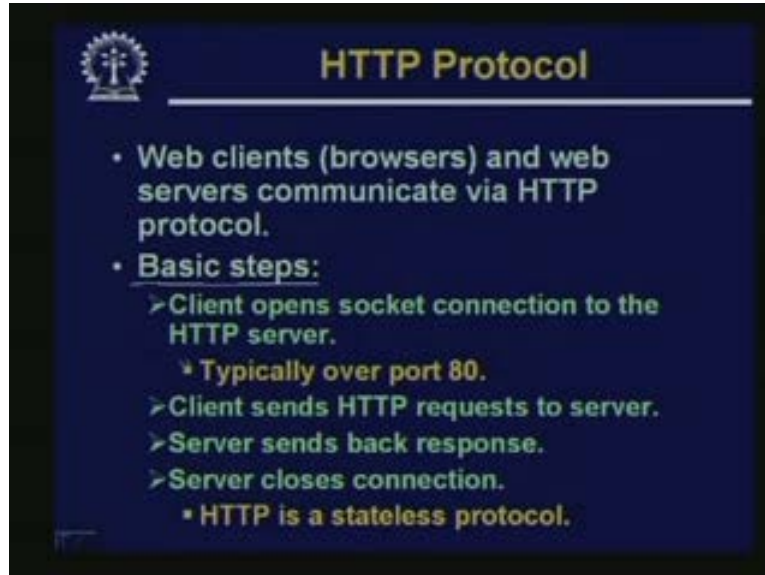 HTTP Protocol
• Web clients (browsers) and web
servers communicate via HTTP
protocol.
• Basic steps:
➢Client opens socket connection to the
HTTP server.
Typically over port 80.
➢Client sends HTTP requests to server.
➢Server sends back response.
➢Server closes connection.
▪ HTTP is a stateless protocol.